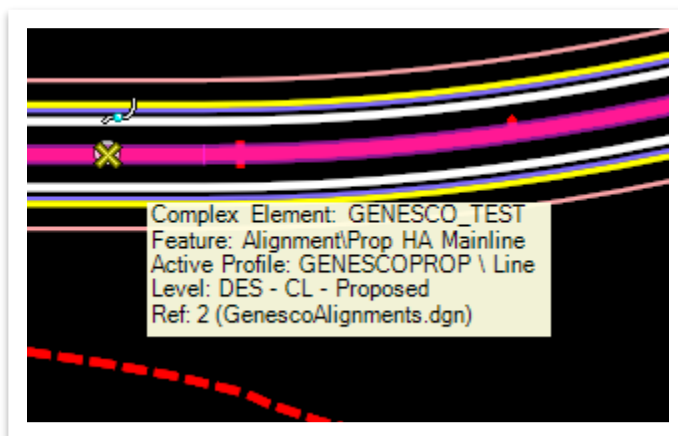 Complex Element: GENESCO_TEST
Feature: Alignment\Prop HA Mainline
Active Profile: GENESCOPROP \ Line
Level: DES - CL - Proposed
Ref: 2 (GenescoAlignments.dgn)